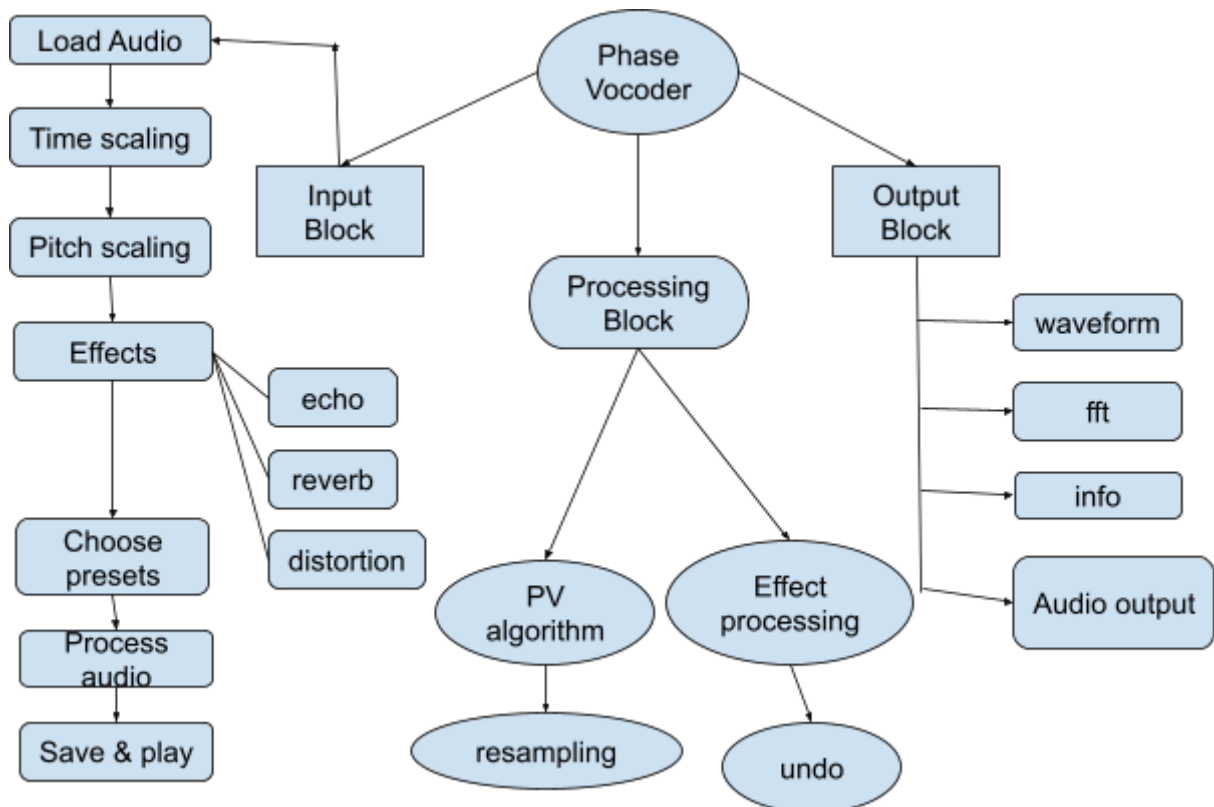 Load Audio
Phase
Vocoder
Time scaling
Input
Block
Output
Block
Pitch scaling
Processing
Block
waveform
Effects
echo
fft
reverb
info
Choose
presets
distortion
PV
algorithm
Effect
processing
Audio output
Process
audio
Save & play
resampling
undo